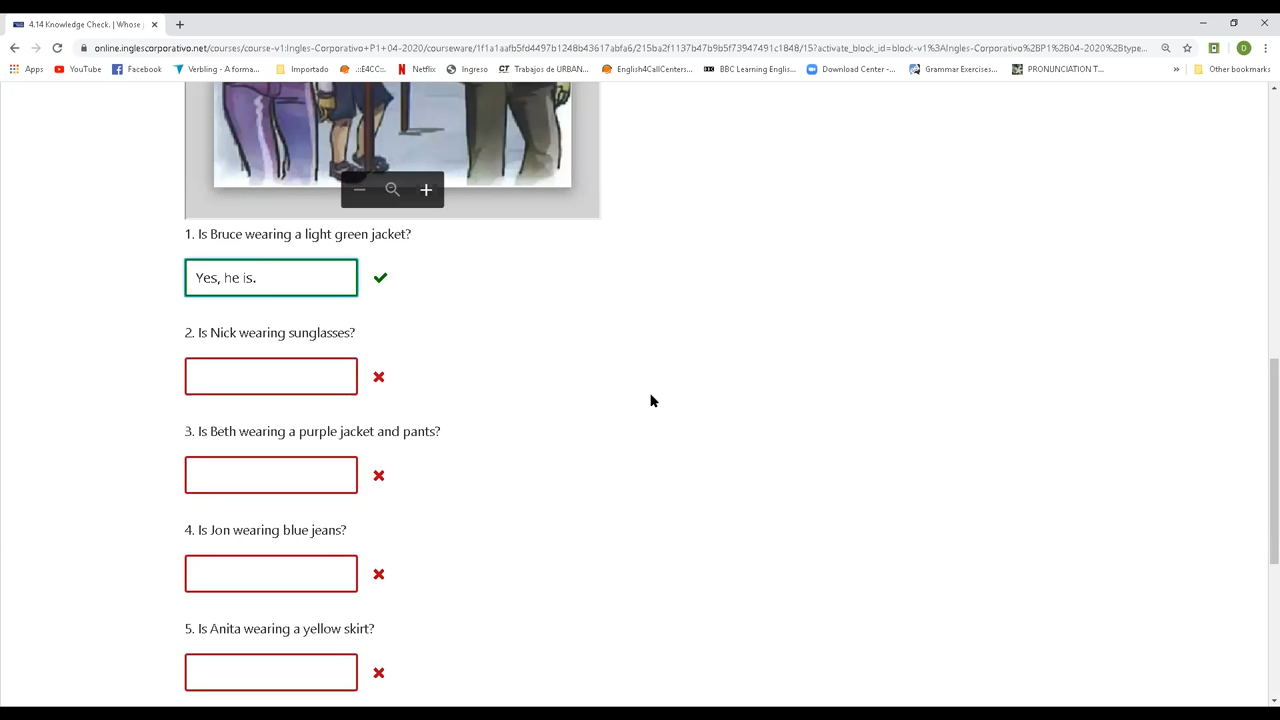 4.14 Knowledge Check. | Whose
online.inglescorporativo.net/courses/course-v1:Ingles-Corporativo+P1+04-2020/courseware/1f1a1aafb5fd4497b1248b43617abfa6/215ba2f1137b47b9b5f73947491c1848/15?activate_block_id=block-v1%3AIngles-Corporativo%2BP1%2B04-2020%2Btype...
Apps YouTube Facebook Verbling - A forma... Importado .::E4CC::. Netflix Ingreso Trabajos de URBAN... English4CallCenters... BBC Learning Englis... Download Center -... Grammar Exercises... PRONUNCIATION T... » Other bookmarks
1. Is Bruce wearing a light green jacket?
Yes, he is.
2. Is Nick wearing sunglasses?
3. Is Beth wearing a purple jacket and pants?
4. Is Jon wearing blue jeans?
5. Is Anita wearing a yellow skirt?